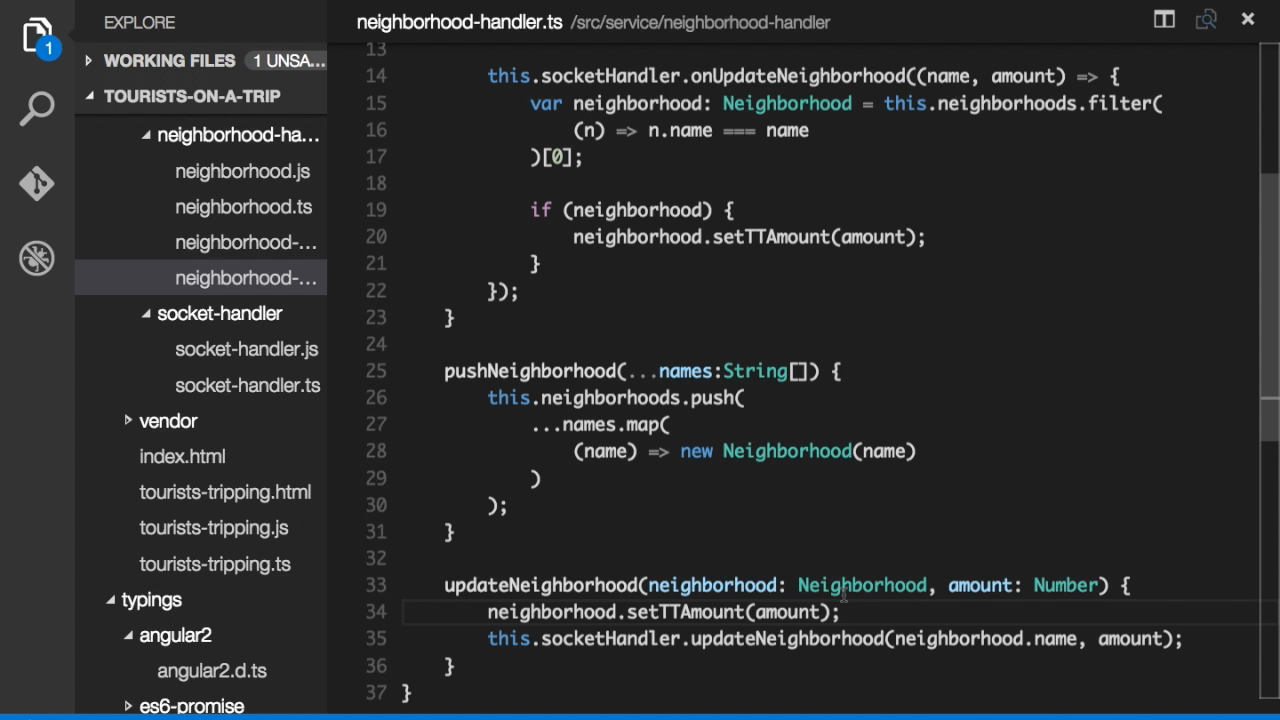 EXPLORE
WORKING FILES 1 UNSA...
TOURISTS-ON-A-TRIP
neighborhood-ha...
neighborhood.js
neighborhood.ts
neighborhood-...
neighborhood-...
socket-handler
socket-handler.js
socket-handler.ts
vendor
index.html
tourists-tripping.html
tourists-tripping.js
tourists-tripping.ts
typings
angular2
angular2.d.ts
es6-promise
1
neighborhood-handler.ts /src/service/neighborhood-handler
13
14 this.socketHandler.onUpdateNeighborhood((name, amount) => {
15 var neighborhood: Neighborhood = this.neighborhoods.filter(
16 (n) => n.name === name
17 )[0];
18
19 if (neighborhood) {
20 neighborhood.setTTAmount(amount);
21 }
22 });
23 }
24
25 pushNeighborhood(...names:String[]) {
26 this.neighborhoods.push(
27 ...names.map(
28 (name) => new Neighborhood(name)
29 )
30 );
31 }
32
33 updateNeighborhood(neighborhood: Neighborhood, amount: Number) {
34 neighborhood.setTTAmount(amount);
35 this.socketHandler.updateNeighborhood(neighborhood.name, amount);
36 }
37 }